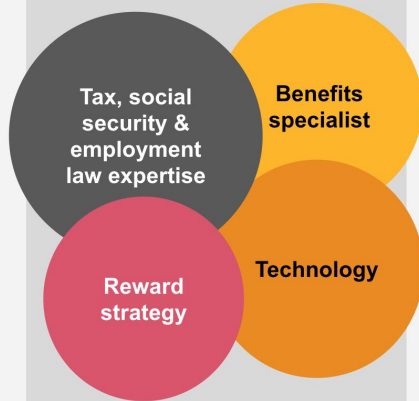 Tax, social
security &
employment
law expertise
Benefits
specialist
Reward
strategy
Technology